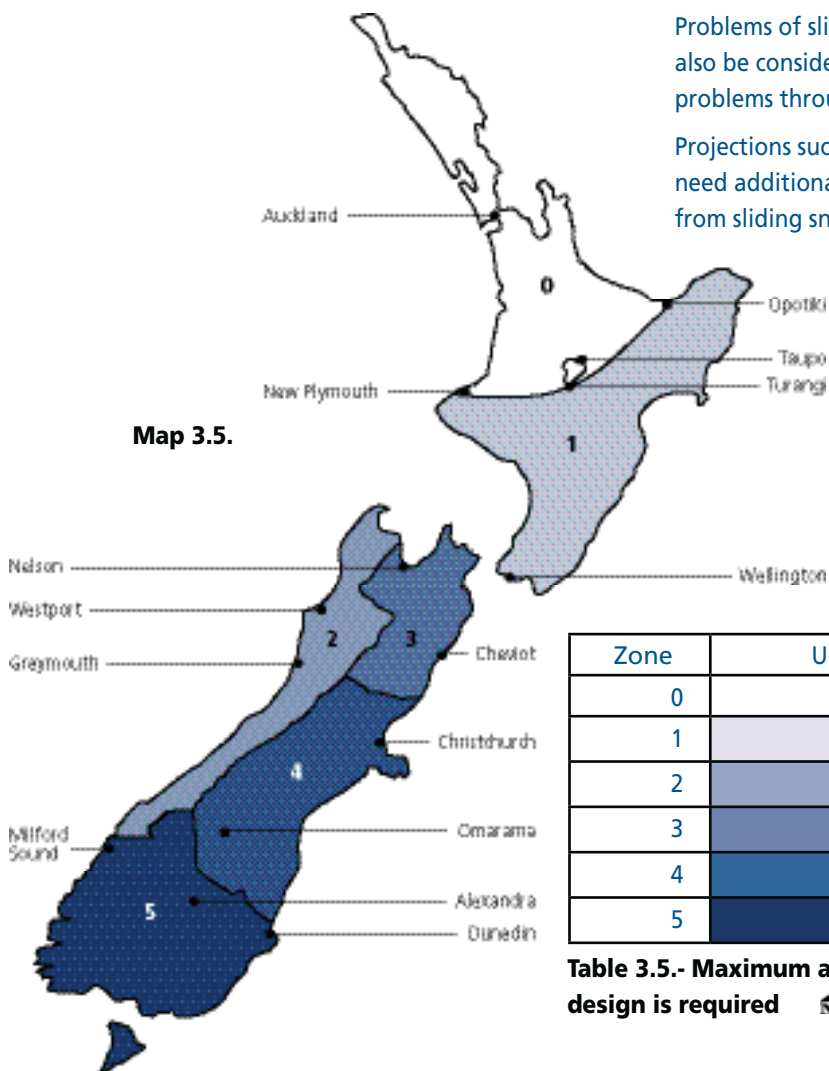 Problems of sli
also be conside
problems throu
Projections suc
need additiona
from sliding sn
Auckland
0
Opotiki
Taupo
New Plymouth
Turangi
Map 3.5.
1
Nelson
Wellington
Westport
2
3
Greymouth
Cheviot
Christchurch
4
Omarama
Milford
Sound
Alexandra
5
Dunedin
Zone U
0
1
2
3
4
5
Table 3.5.- Maximum a
design is required